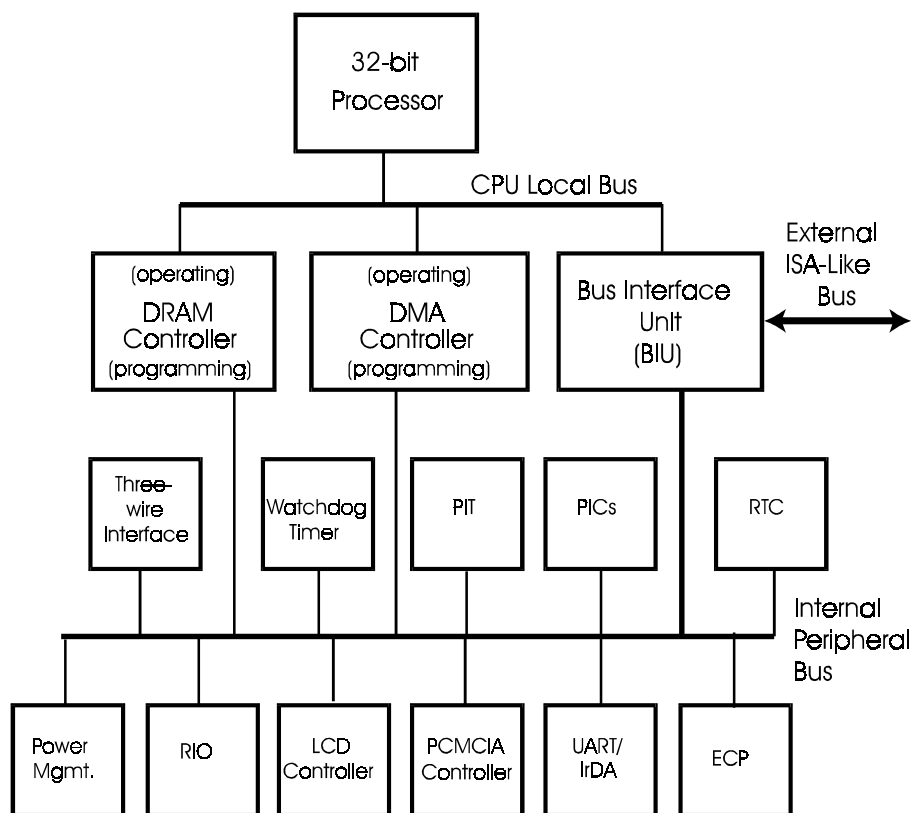 32-bit
Processor
CPU Local Bus
External
ISA-Like
Bus
(operating)
DRAM
Controller
(programming)
(operating)
DMA
Controller
(programming)
Bus Interface
Unit
(BIU)
Three-
wire
Interface
Watchdog
Timer
PIT
PICs
RTC
Internal
Peripheral
Bus
Power
Mgmt.
RIO
LCD
Controller
PCMCIA
Controller
UART/
IrDA
ECP